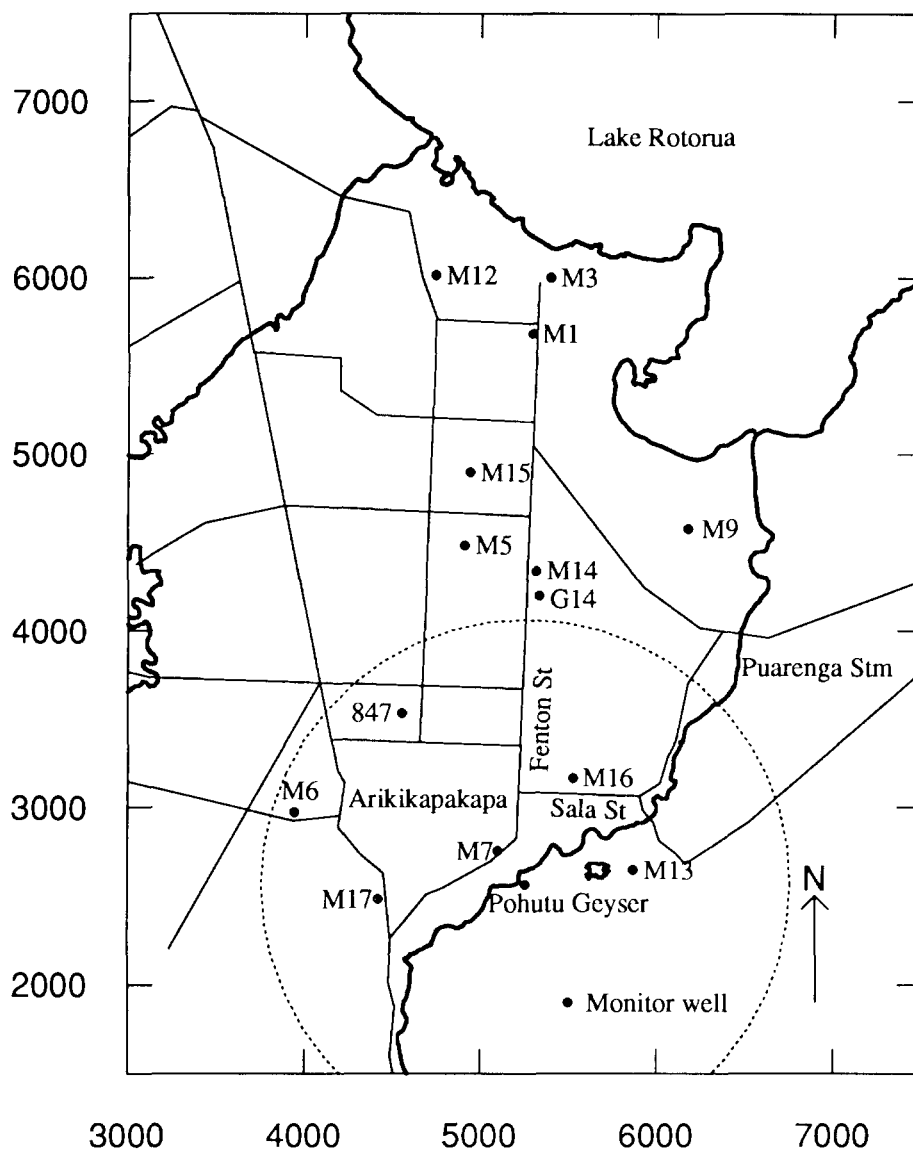 7000
Lake Rotorua
6000
M12
M3
M1
5000
M15
M5
M9
M14
G14
4000
Puarenga Stm
Fenton St
847
M16
M6
Arikikapakapa
Sala St
3000
M7
M13
N
M17
Pohutu Geyser
2000
Monitor well
3000 4000 5000 6000 7000